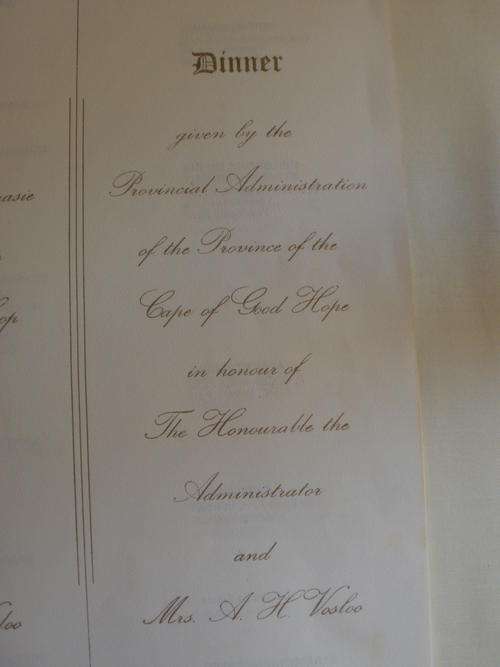 Dinner
given by the
Provincial Administration
of the Province of the
Cape of Good Hope
in honour of
The Honourable the
Administrator
and
Mrs. A. H. Vosloo